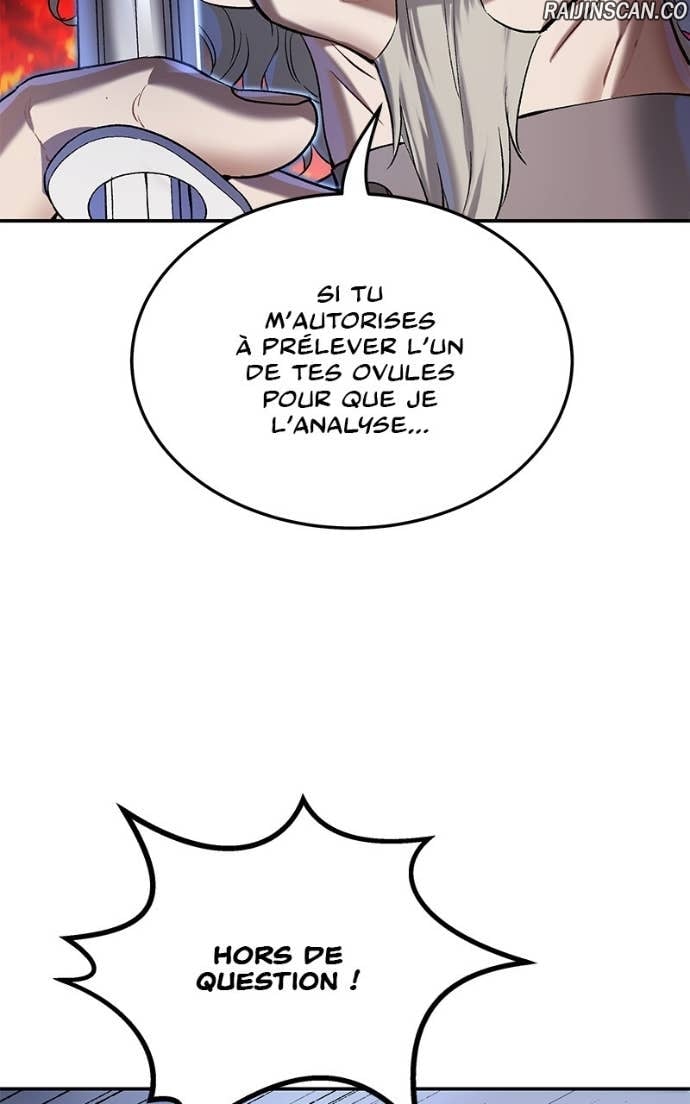 RAIJINSCAN.CO
SI TU
M'AUTORISES
À PRÉLEVER L'UN
DE TES OVULES
POUR QUE JE
L'ANALYSE...
HORS DE
QUESTION !